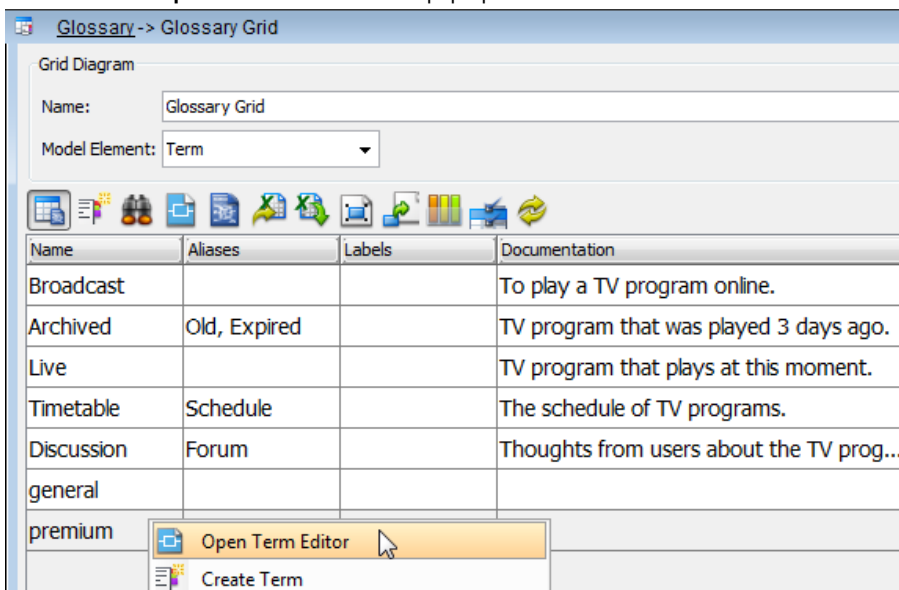 Glossary -> Glossary Grid
Grid Diagram
Name: Glossary Grid
Model Element: Term
Name Aliases Labels Documentation
Broadcast To play a TV program online.
Archived Old, Expired TV program that was played 3 days ago.
Live TV program that plays at this moment.
Timetable Schedule The schedule of TV programs.
Discussion Forum Thoughts from users about the TV prog...
general
premium
Open Term Editor
Create Term